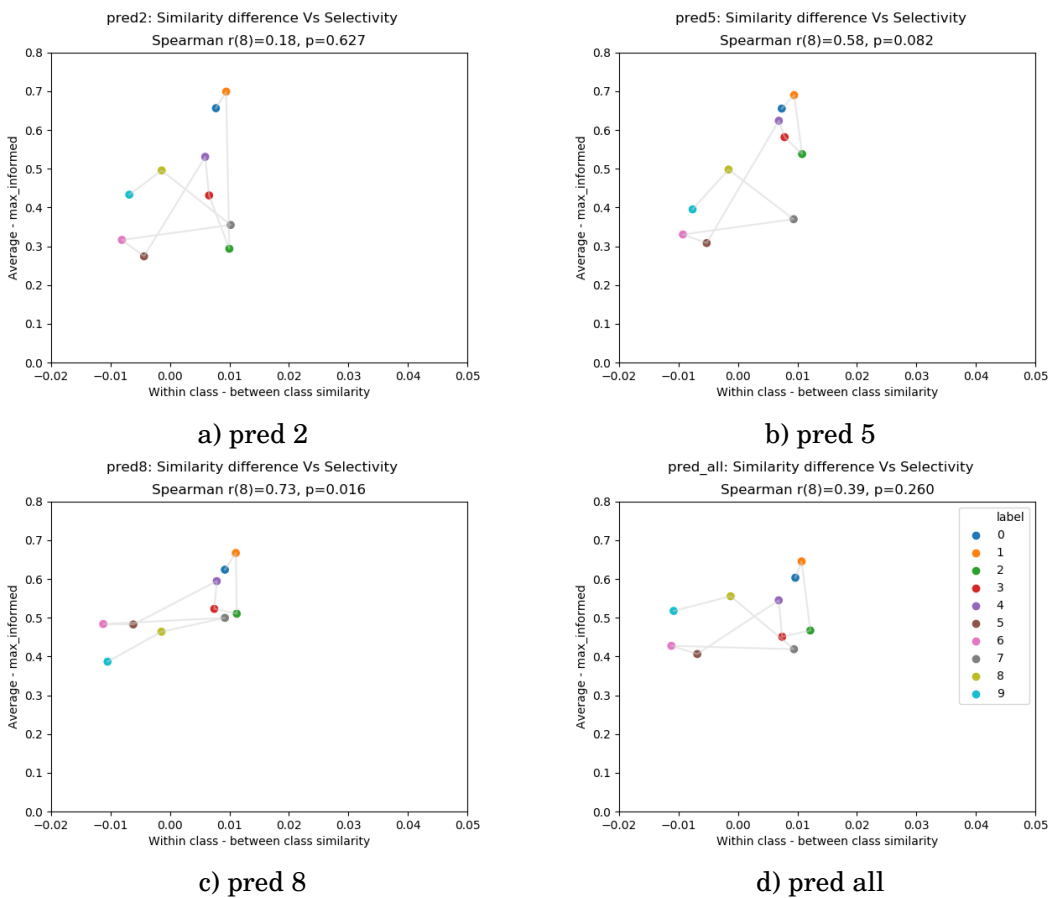 pred2: Similarity difference Vs Selectivity
Spearman r(8)=0.18, p=0.627
0.8
0.7
0.6
0.5
0.4
0.3
0.2
0.1
0.0
Average - max_informed
−0.02 −0.01 0.00 0.01 0.02 0.03 0.04 0.05
Within class - between class similarity
a) pred 2
pred5: Similarity difference Vs Selectivity
Spearman r(8)=0.58, p=0.082
0.8
0.7
0.6
0.5
0.4
0.3
0.2
0.1
0.0
Average - max_informed
−0.02 −0.01 0.00 0.01 0.02 0.03 0.04 0.05
Within class - between class similarity
b) pred 5
pred8: Similarity difference Vs Selectivity
Spearman r(8)=0.73, p=0.016
0.8
0.7
0.6
0.5
0.4
0.3
0.2
0.1
0.0
Average - max_informed
−0.02 −0.01 0.00 0.01 0.02 0.03 0.04 0.05
Within class - between class similarity
c) pred 8
pred_all: Similarity difference Vs Selectivity
Spearman r(8)=0.39, p=0.260
0.8
0.7
0.6
0.5
0.4
0.3
0.2
0.1
0.0
Average - max_informed
label
0
1
2
3
4
5
6
7
8
9
−0.02 −0.01 0.00 0.01 0.02 0.03 0.04 0.05
Within class - between class similarity
d) pred all